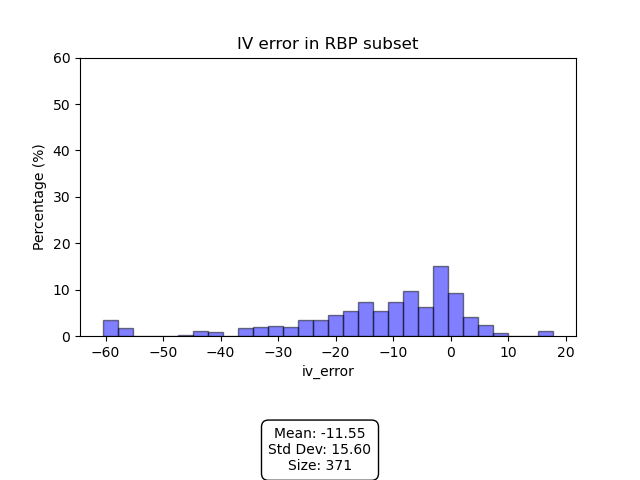 IV error in RBP subset
60
50
40
30
20
10
0
Percentage (%)
−60 −50 −40 −30 −20 −10 0 10 20
iv_error
Mean: -11.55
Std Dev: 15.60
Size: 371